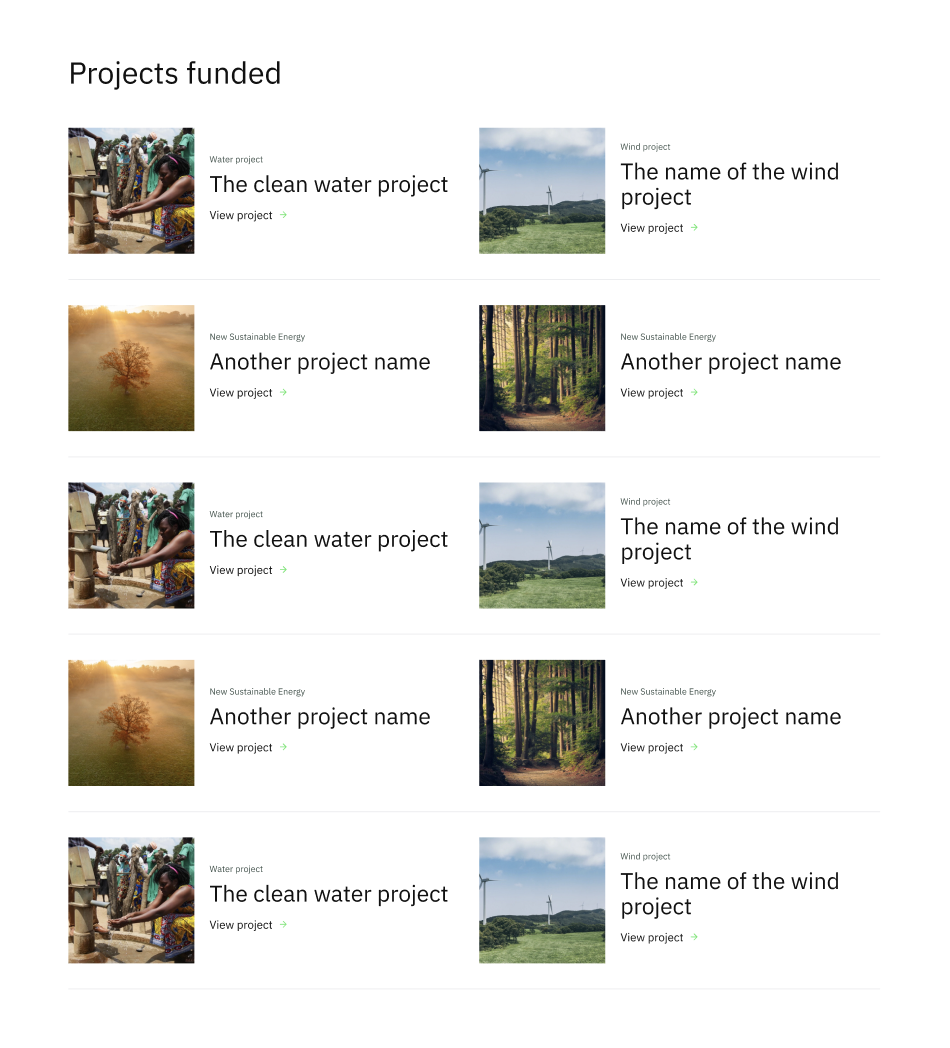 Projects funded
Water project
The clean water project
View project →
Wind project
The name of the wind
project
View project →
New Sustainable Energy
Another project name
View project →
New Sustainable Energy
Another project name
View project →
Water project
The clean water project
View project →
Wind project
The name of the wind
project
View project →
New Sustainable Energy
Another project name
View project →
New Sustainable Energy
Another project name
View project →
Water project
The clean water project
View project →
Wind project
The name of the wind
project
View project →